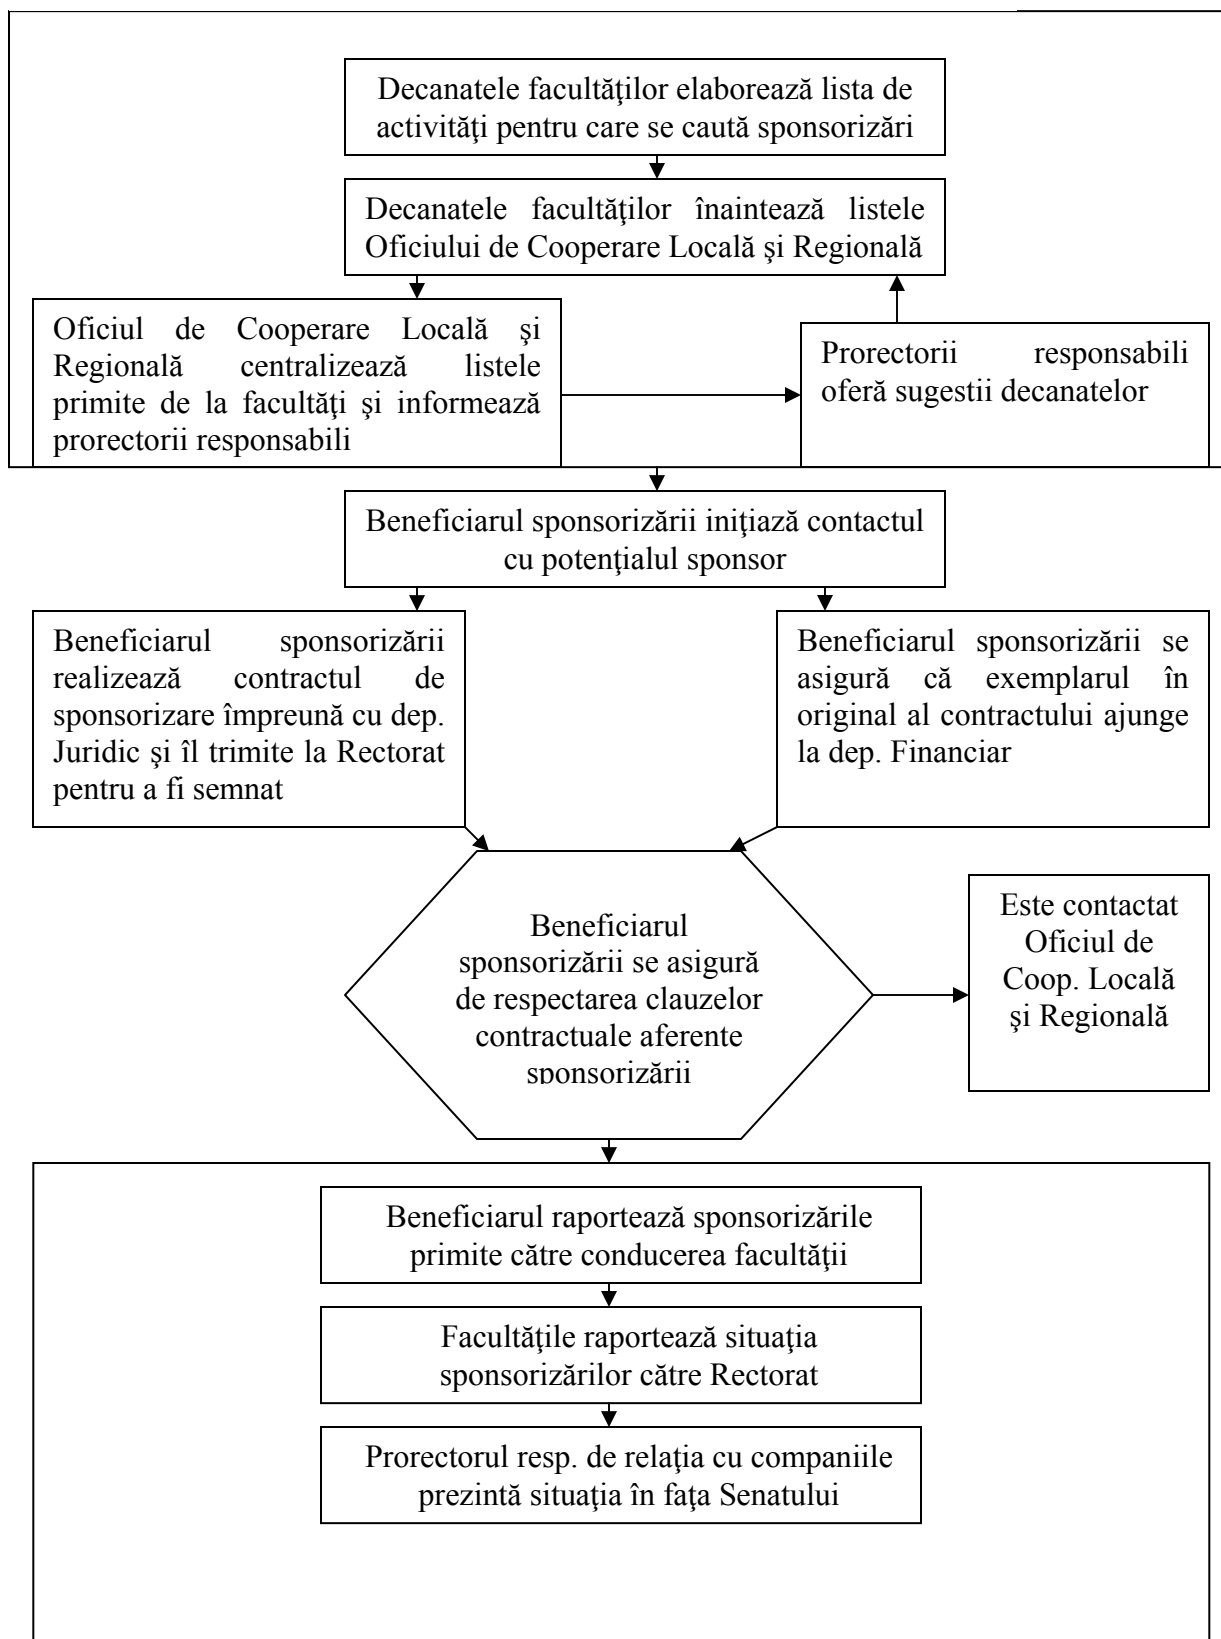 Decanatele facultăţilor elaborează lista de
activităţi pentru care se caută sponsorizări
Decanatele facultăţilor înaintează listele
Oficiului de Cooperare Locală şi Regională
Oficiul de Cooperare Locală şi
Regională centralizează listele
primite de la facultăţi şi informează
prorectorii responsabili
Prorectorii responsabili
oferă sugestii decanatelor
Beneficiarul sponsorizării iniţiază contactul
cu potenţialul sponsor
Beneficiarul sponsorizării
realizează contractul de
sponsorizare împreună cu dep.
Juridic şi îl trimite la Rectorat
pentru a fi semnat
Beneficiarul sponsorizării se
asigură că exemplarul în
original al contractului ajunge
la dep. Financiar
Beneficiarul
sponsorizării se asigură
de respectarea clauzelor
contractuale aferente
sponsorizării
Este contactat
Oficiul de
Coop. Locală
şi Regională
Beneficiarul raportează sponsorizările
primite către conducerea facultăţii
Facultăţile raportează situaţia
sponsorizărilor către Rectorat
Prorectorul resp. de relaţia cu companiile
prezintă situaţia în faţa Senatului